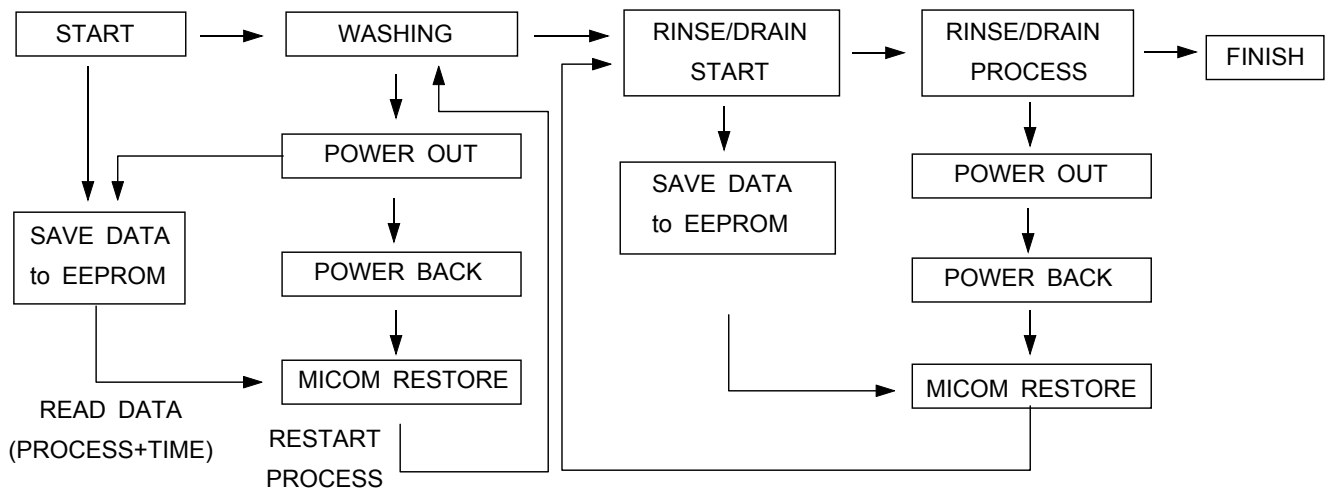 START
WASHING
RINSE/DRAIN
START
RINSE/DRAIN
PROCESS
FINISH
POWER OUT
SAVE DATA
to EEPROM
POWER BACK
MICOM RESTORE
READ DATA
(PROCESS+TIME)
RESTART
PROCESS
SAVE DATA
to EEPROM
POWER OUT
POWER BACK
MICOM RESTORE